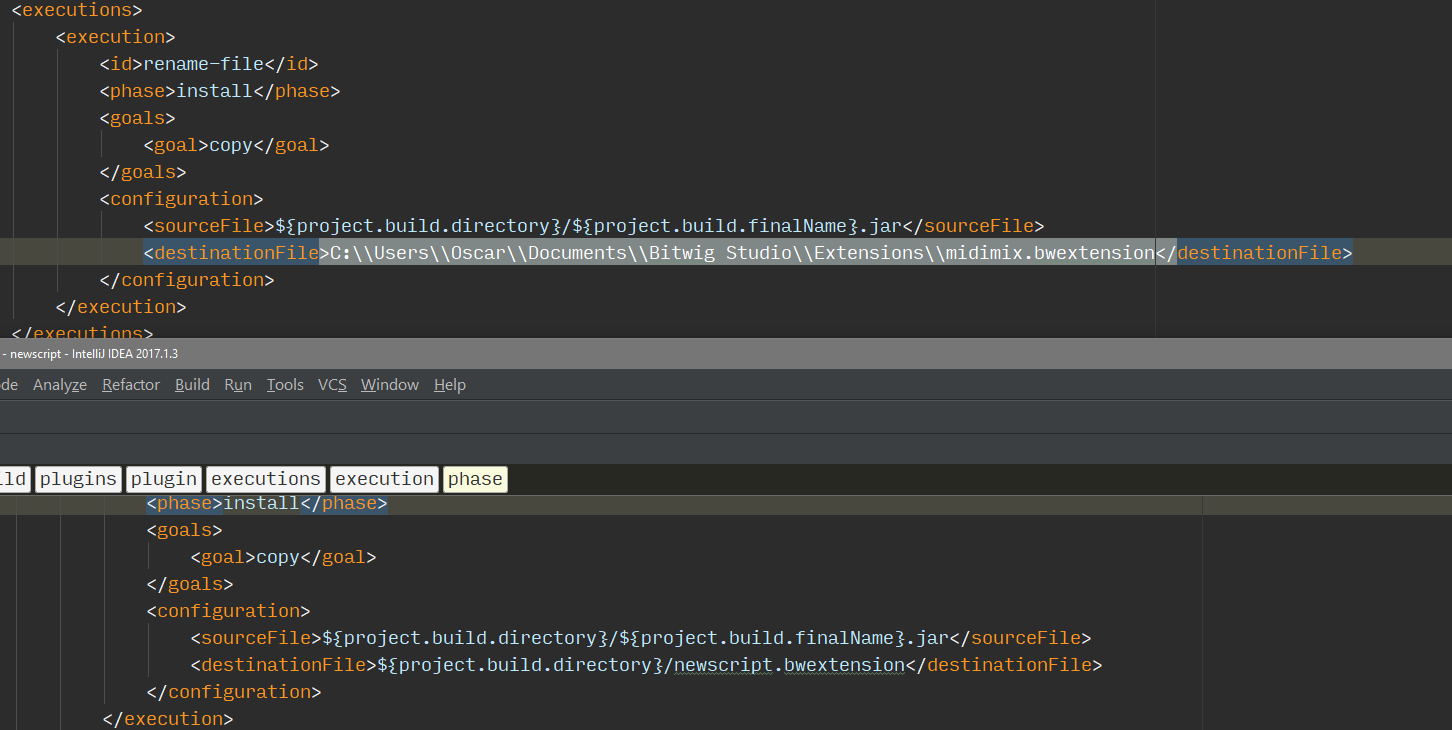 <executions>
<execution>
<id>rename-file</id>
<phase>install</phase>
<goals>
<goal>copy</goal>
</goals>
<configuration>
<sourceFile>${project.build.directory}/${project.build.finalName}.jar</sourceFile>
<destinationFile>C:\\Users\\Oscar\\Documents\\Bitwig Studio\\Extensions\\midimix.bwextension</destinationFile>
</configuration>
</execution>
</executions>
- newscript - IntelliJ IDEA 2017.1.3
de Analyze Refactor Build Run Tools VCS Window Help
ld plugins plugin executions execution phase
<phase>install</phase>
<goals>
<goal>copy</goal>
</goals>
<configuration>
<sourceFile>${project.build.directory}/${project.build.finalName}.jar</sourceFile>
<destinationFile>${project.build.directory}/newscript.bwextension</destinationFile>
</configuration>
</execution>